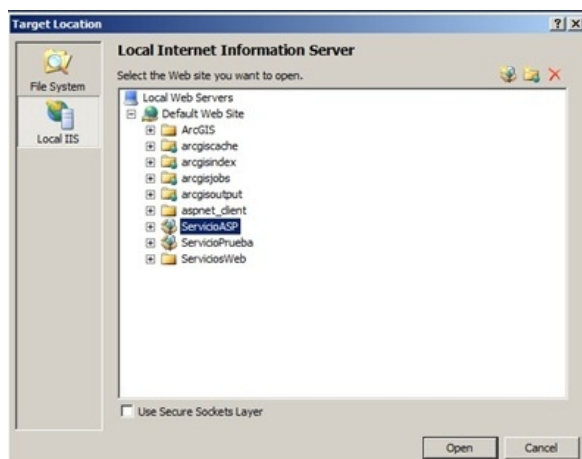 Target Location
File System
Local IIS
Local Internet Information Server
Select the Web site you want to open.
Local Web Servers
Default Web Site
ArcGIS
arcgiscache
arcgisindex
arcgisjobs
arcgisoutput
aspnet_client
ServicioASP
ServicioPrueba
ServiciosWeb
Use Secure Sockets Layer
Open
Cancel